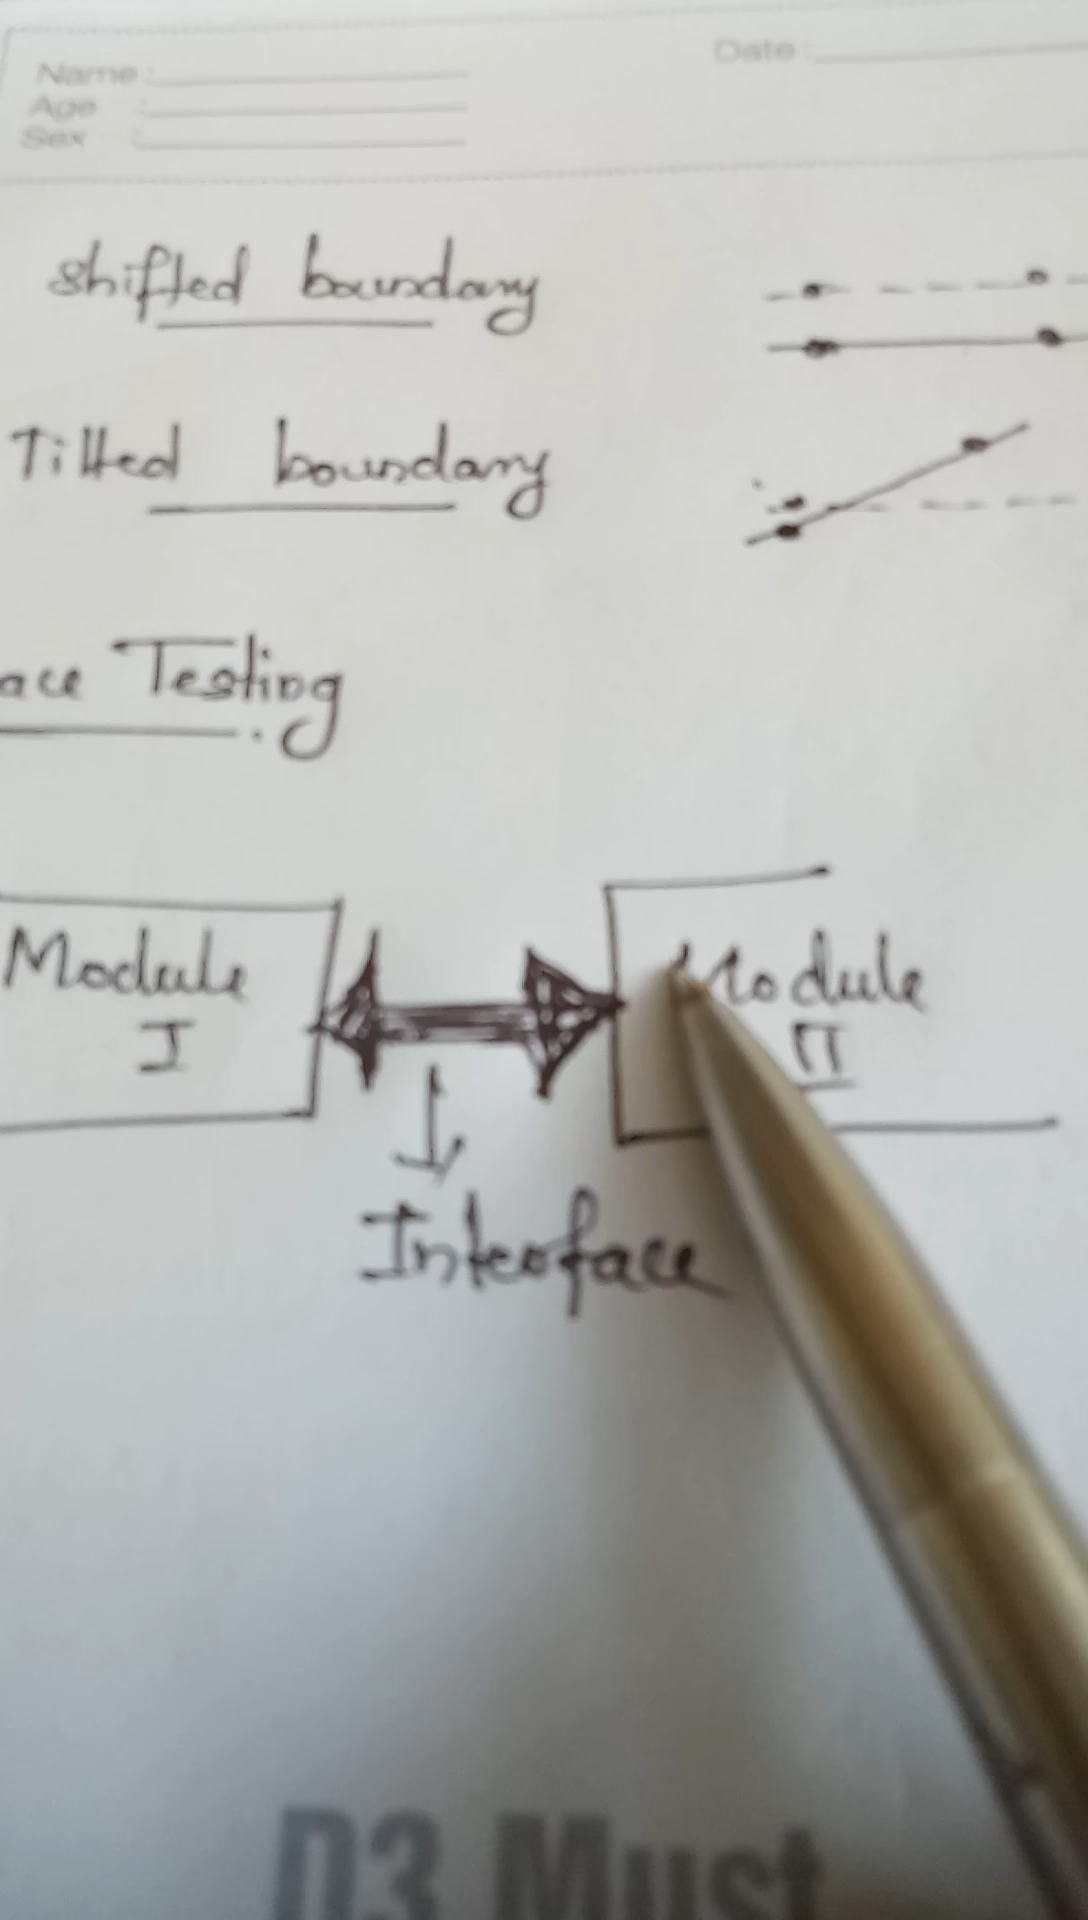 Name :
Date :
Age :
Sex :
shifted boundary
Tilted boundary
ace Testing
Module
I
Module
II
Interface
D3 Must